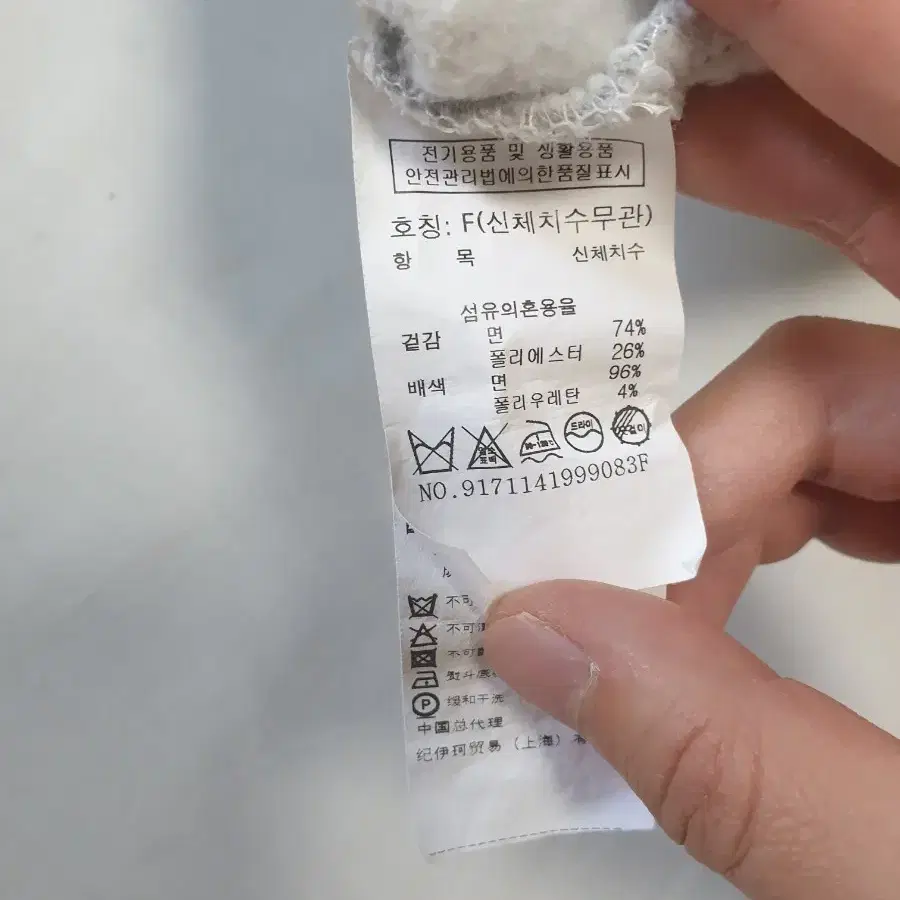 전기용품 및 생활용품
안전관리법에의한품질표시
호칭: F(신체치수무관)
항 목 신체치수
섬유의혼용율
겉감 면 74%
폴리에스터 26%
배색 면 96%
폴리우레탄 4%
드라이
NO.9171141999083F
不可
不可
不可
熨斗
P 缓和干洗
中国总代理
纪伊珂贸易 (上海)